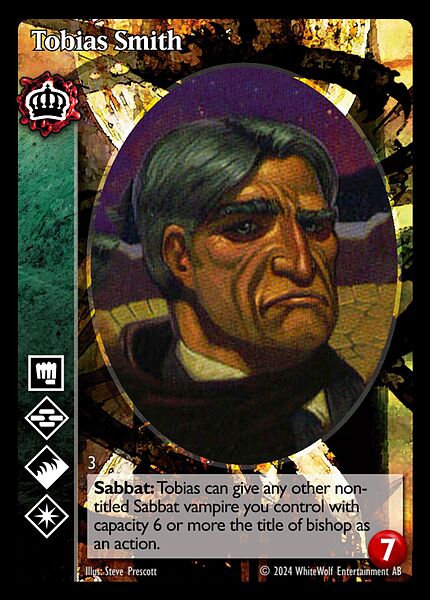 Tobias Smith
3
Sabbat: Tobias can give any other non-
titled Sabbat vampire you control with
capacity 6 or more the title of bishop as
an action.
7
Illus: Steve Prescott
© 2024 WhiteWolf Entertainment AB